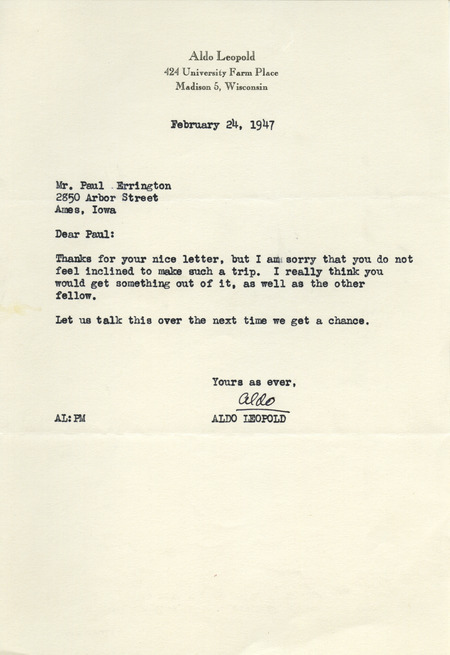 Aldo Leopold
424 University Farm Place
Madison 5, Wisconsin
February 24, 1947
Mr. Paul Errington
2850 Arbor Street
Ames, Iowa
Dear Paul:
Thanks for your nice letter, but I am sorry that you do not
feel inclined to make such a trip. I really think you
would get something out of it, as well as the other
fellow.
Let us talk this over the next time we get a chance.
Yours as ever,
Aldo
AL:PM ALDO LEOPOLD